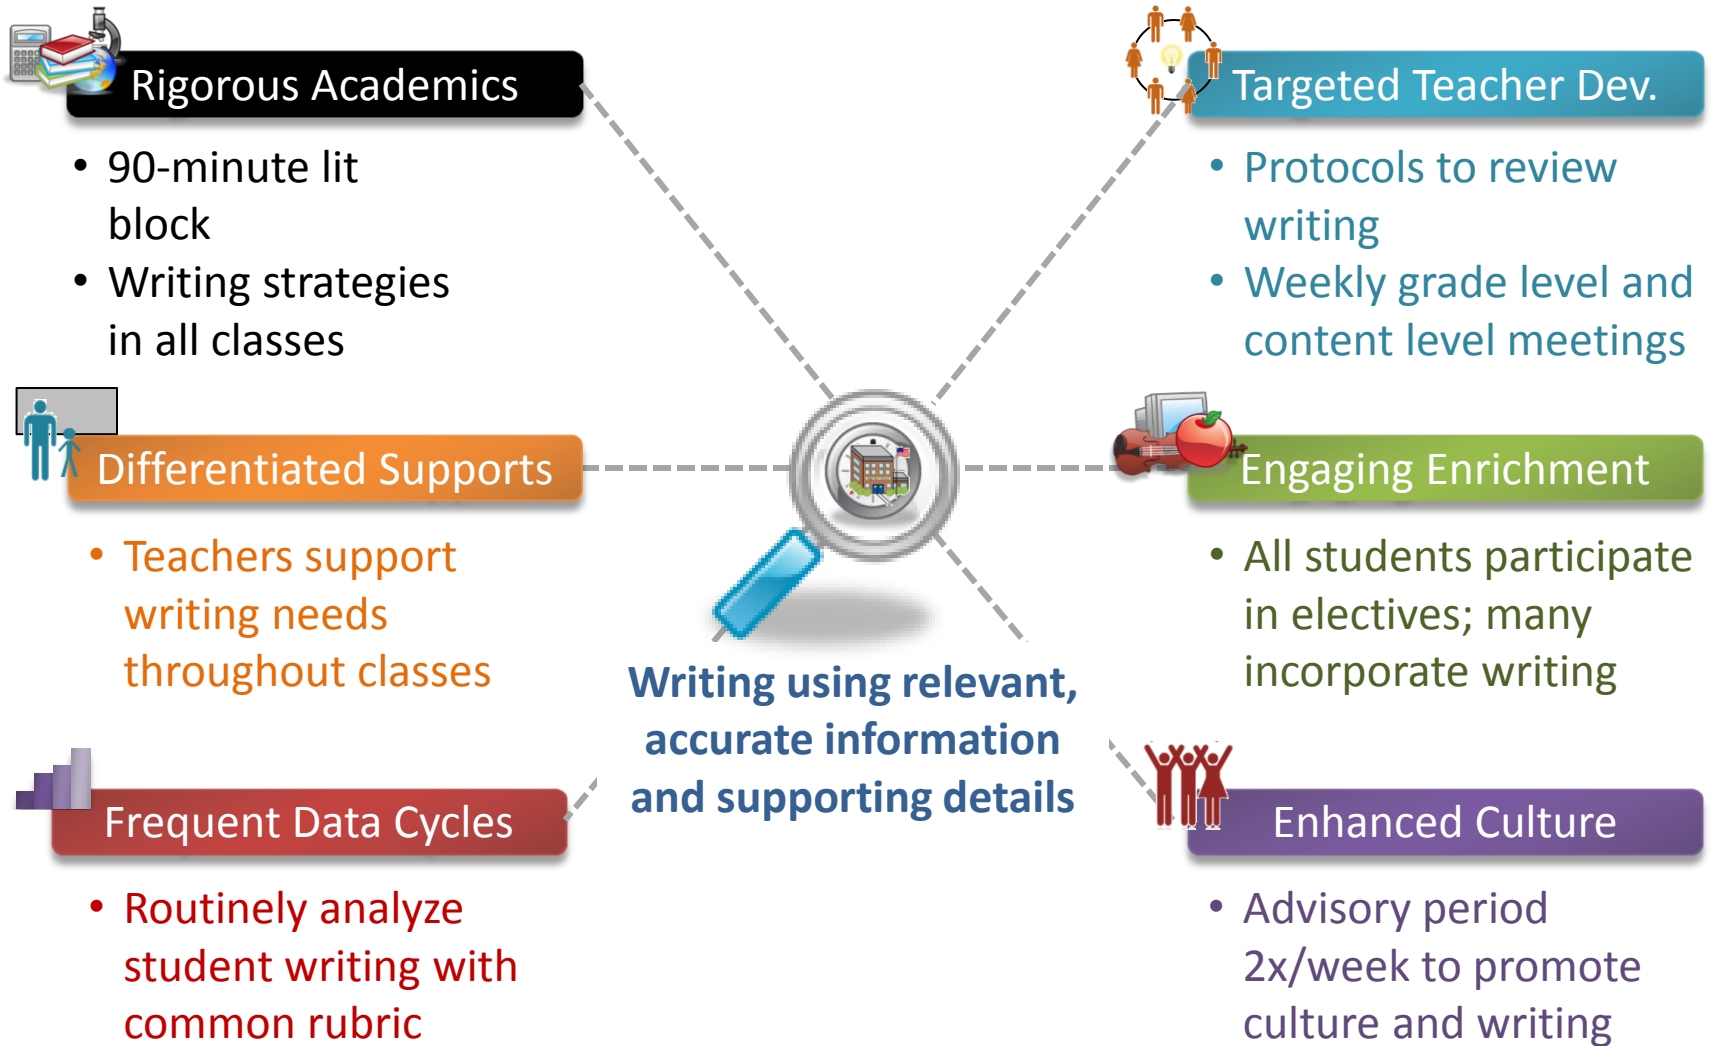 Rigorous Academics
• 90-minute lit
block
• Writing strategies
in all classes
Differentiated Supports
• Teachers support
writing needs
throughout classes
Frequent Data Cycles
• Routinely analyze
student writing with
common rubric
Writing using relevant,
accurate information
and supporting details
Targeted Teacher Dev.
• Protocols to review
writing
• Weekly grade level and
content level meetings
Engaging Enrichment
• All students participate
in electives; many
incorporate writing
Enhanced Culture
• Advisory period
2x/week to promote
culture and writing